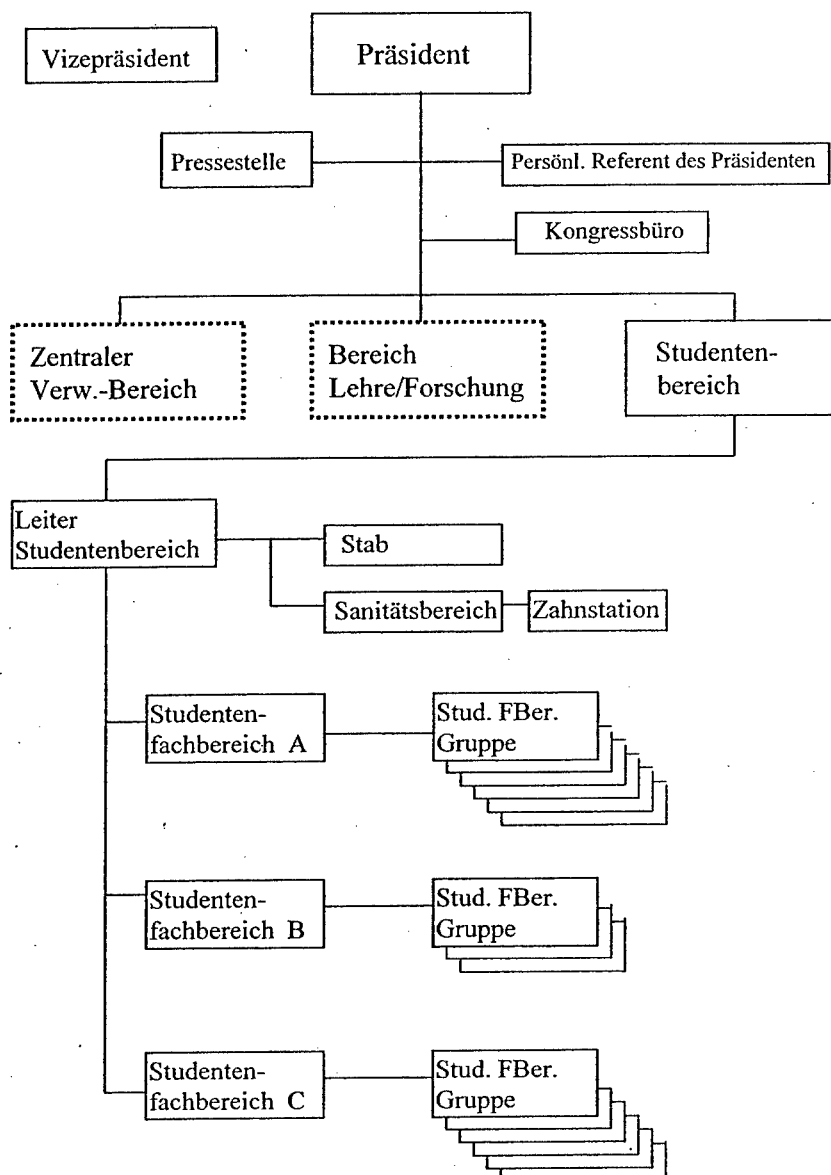 Vizepräsident
Präsident
Pressestelle
Persönl. Referent des Präsidenten
Kongressbüro
Zentraler
Verw.-Bereich
Bereich
Lehre/Forschung
Studenten-
bereich
Leiter
Studentenbereich
Stab
Sanitätsbereich
Zahnstation
Studenten-
fachbereich A
Stud. FBer.
Gruppe
Studenten-
fachbereich B
Stud. FBer.
Gruppe
Studenten-
fachbereich C
Stud. FBer.
Gruppe